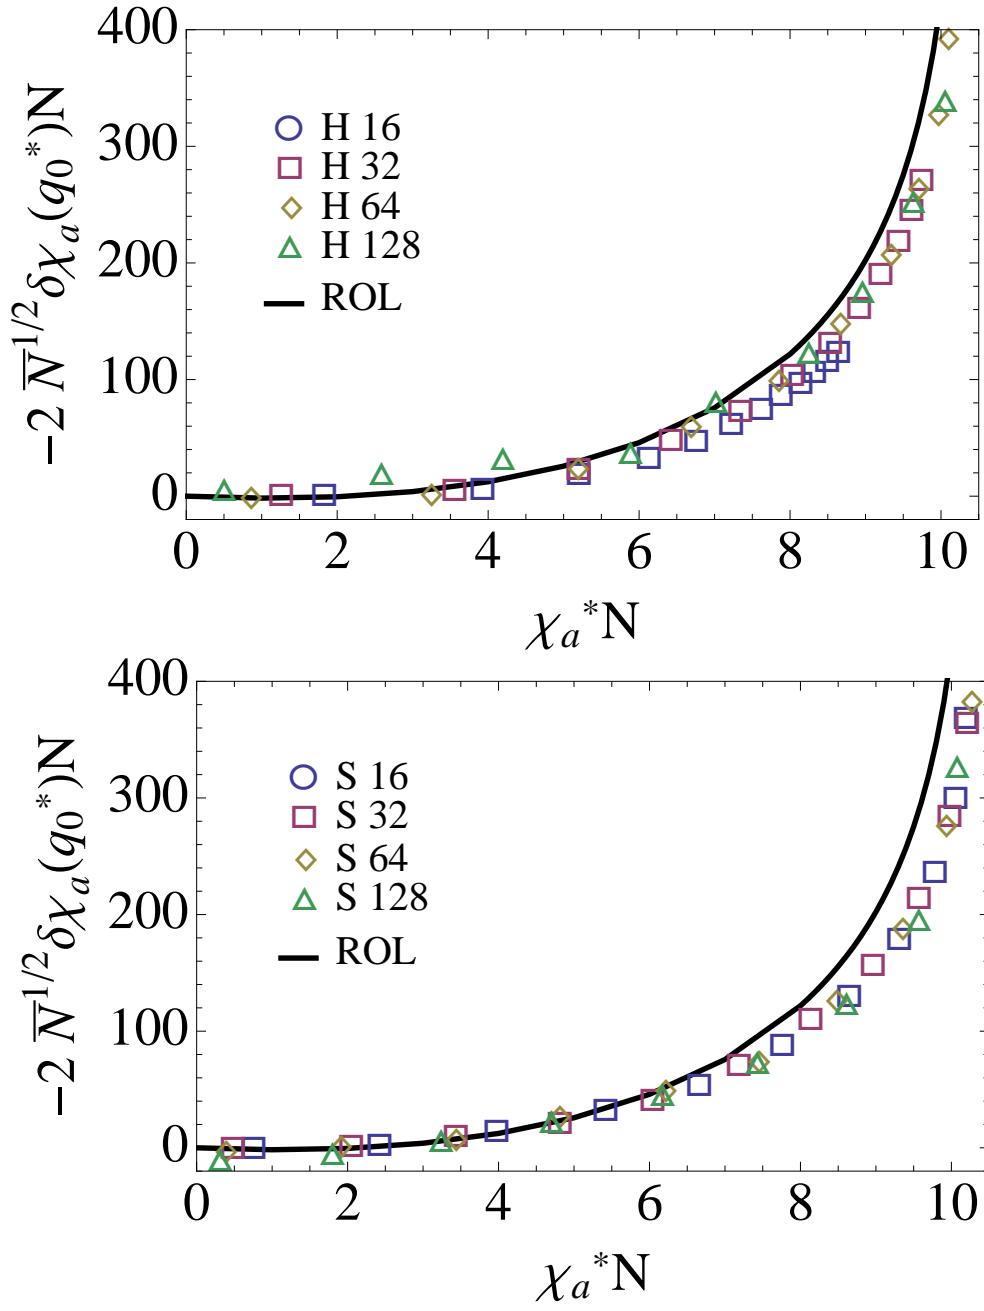 400
300
200
100
0
−2 N̅^{1/2} δχ_a(q_0^*)N
H 16
H 32
H 64
H 128
ROL
0 2 4 6 8 10
χ_a^*N
400
300
200
100
0
−2 N̅^{1/2} δχ_a(q_0^*)N
S 16
S 32
S 64
S 128
ROL
0 2 4 6 8 10
χ_a^*N